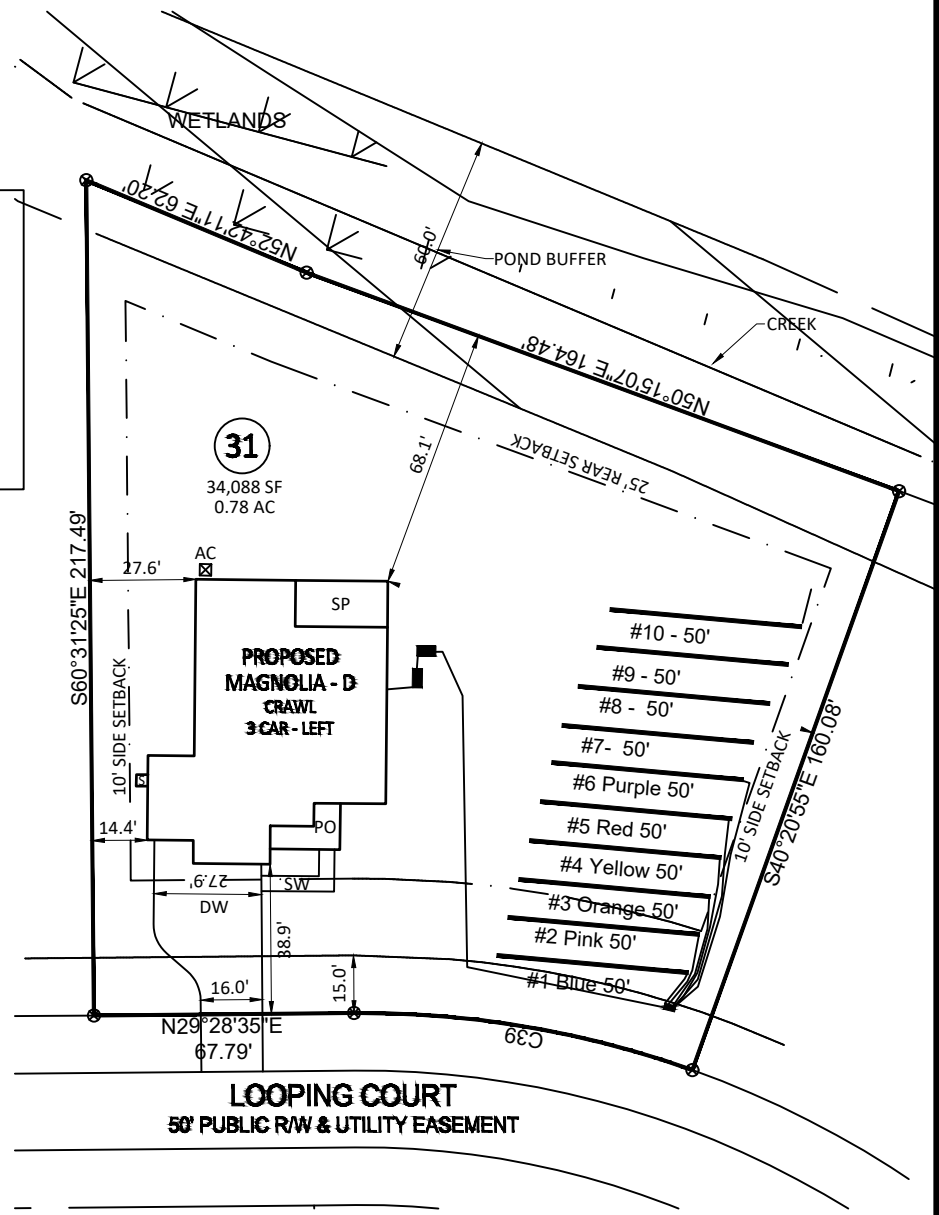 WETLANDS
N52°42'11"E 62.20'
60.0'
POND BUFFER
CREEK
N50°15'07"E 164.48'
68.1'
25' REAR SETBACK
31
34,088 SF
0.78 AC
S60°31'25"E 217.49'
27.6'
AC
SP
PROPOSED
MAGNOLIA - D
CRAWL
3 CAR - LEFT
10' SIDE SETBACK
S
14.4'
PO
27.9'
SW
DW
38.9'
16.0'
15.0'
#10 - 50'
#9 - 50'
#8 - 50'
#7- 50'
#6 Purple 50'
#5 Red 50'
#4 Yellow 50'
#3 Orange 50'
#2 Pink 50'
#1 Blue 50'
10' SIDE SETBACK
S40°20'55"E 160.08'
N29°28'35"E
67.79'
C39
LOOPING COURT
50' PUBLIC R/W & UTILITY EASEMENT